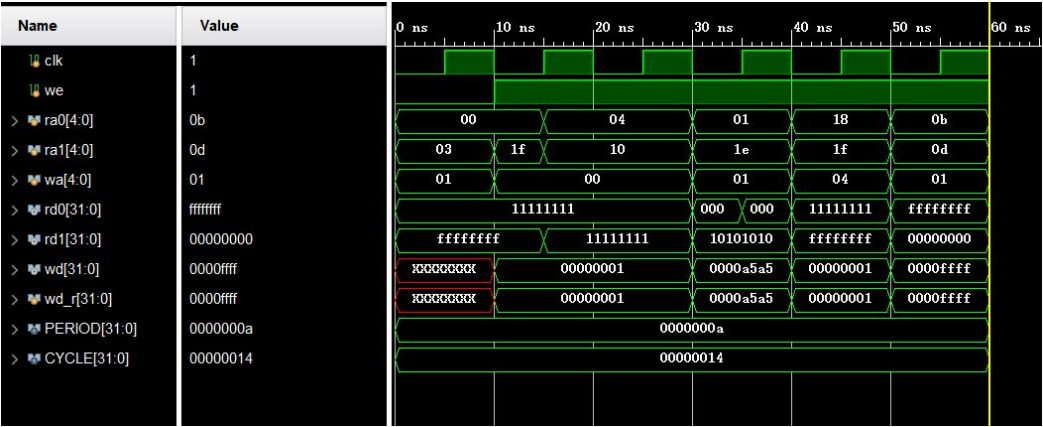 Name Value 0 ns 10 ns 20 ns 30 ns 40 ns 50 ns 60 ns
clk 1
we 1
ra0[4:0] 0b 00 04 01 18 0b
ra1[4:0] 0d 03 1f 10 1e 1f 0d
wa[4:0] 01 01 00 01 04 01
rd0[31:0] ffffffff 11111111 000 000 11111111 ffffffff
rd1[31:0] 00000000 ffffffff 11111111 10101010 ffffffff 00000000
wd[31:0] 0000ffff XXXXXXXX 00000001 0000a5a5 00000001 0000ffff
wd_r[31:0] 0000ffff XXXXXXXX 00000001 0000a5a5 00000001 0000ffff
PERIOD[31:0] 0000000a 0000000a
CYCLE[31:0] 00000014 00000014